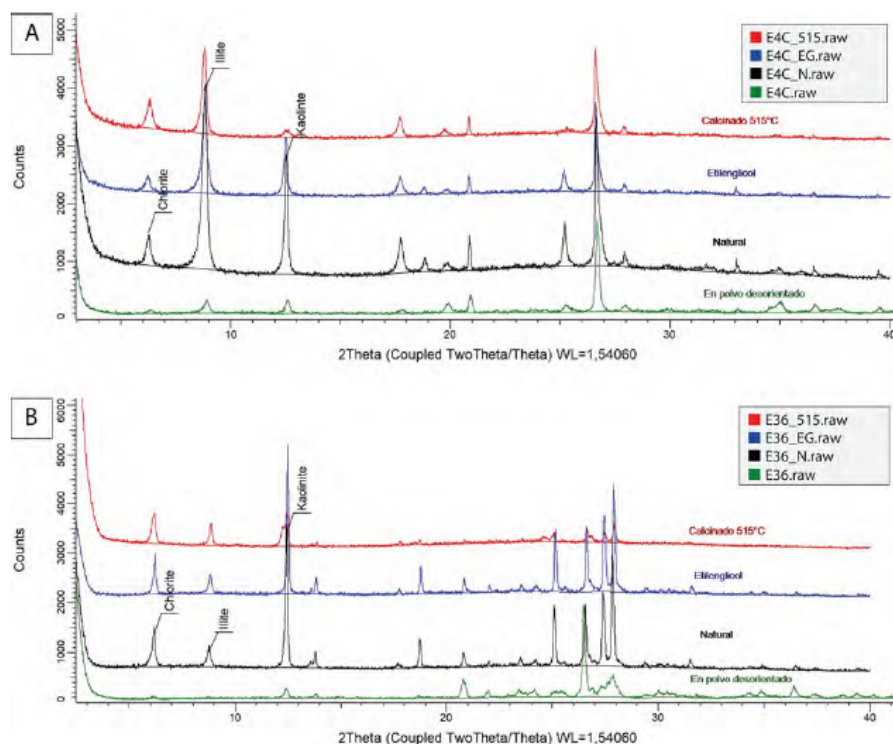 A
E4C_515.raw
E4C_EG.raw
E4C_N.raw
E4C.raw
5000
4000
3000
2000
1000
0
Counts
Chlorite
Illite
Kaolinte
Calcinado 515°C
Etilenglicol
Natural
En polvo desorientado
10
20
30
40
2Theta (Coupled TwoTheta/Theta) WL=1,54060
B
E36_515.raw
E36_EG.raw
E36_N.raw
E36.raw
6000
5000
4000
3000
2000
1000
0
Counts
Chlorite
Illite
Kaolinite
Calcinado 515°C
Etilenglicol
Natural
En polvo desorientado
10
20
30
40
2Theta (Coupled TwoTheta/Theta) WL=1,54060